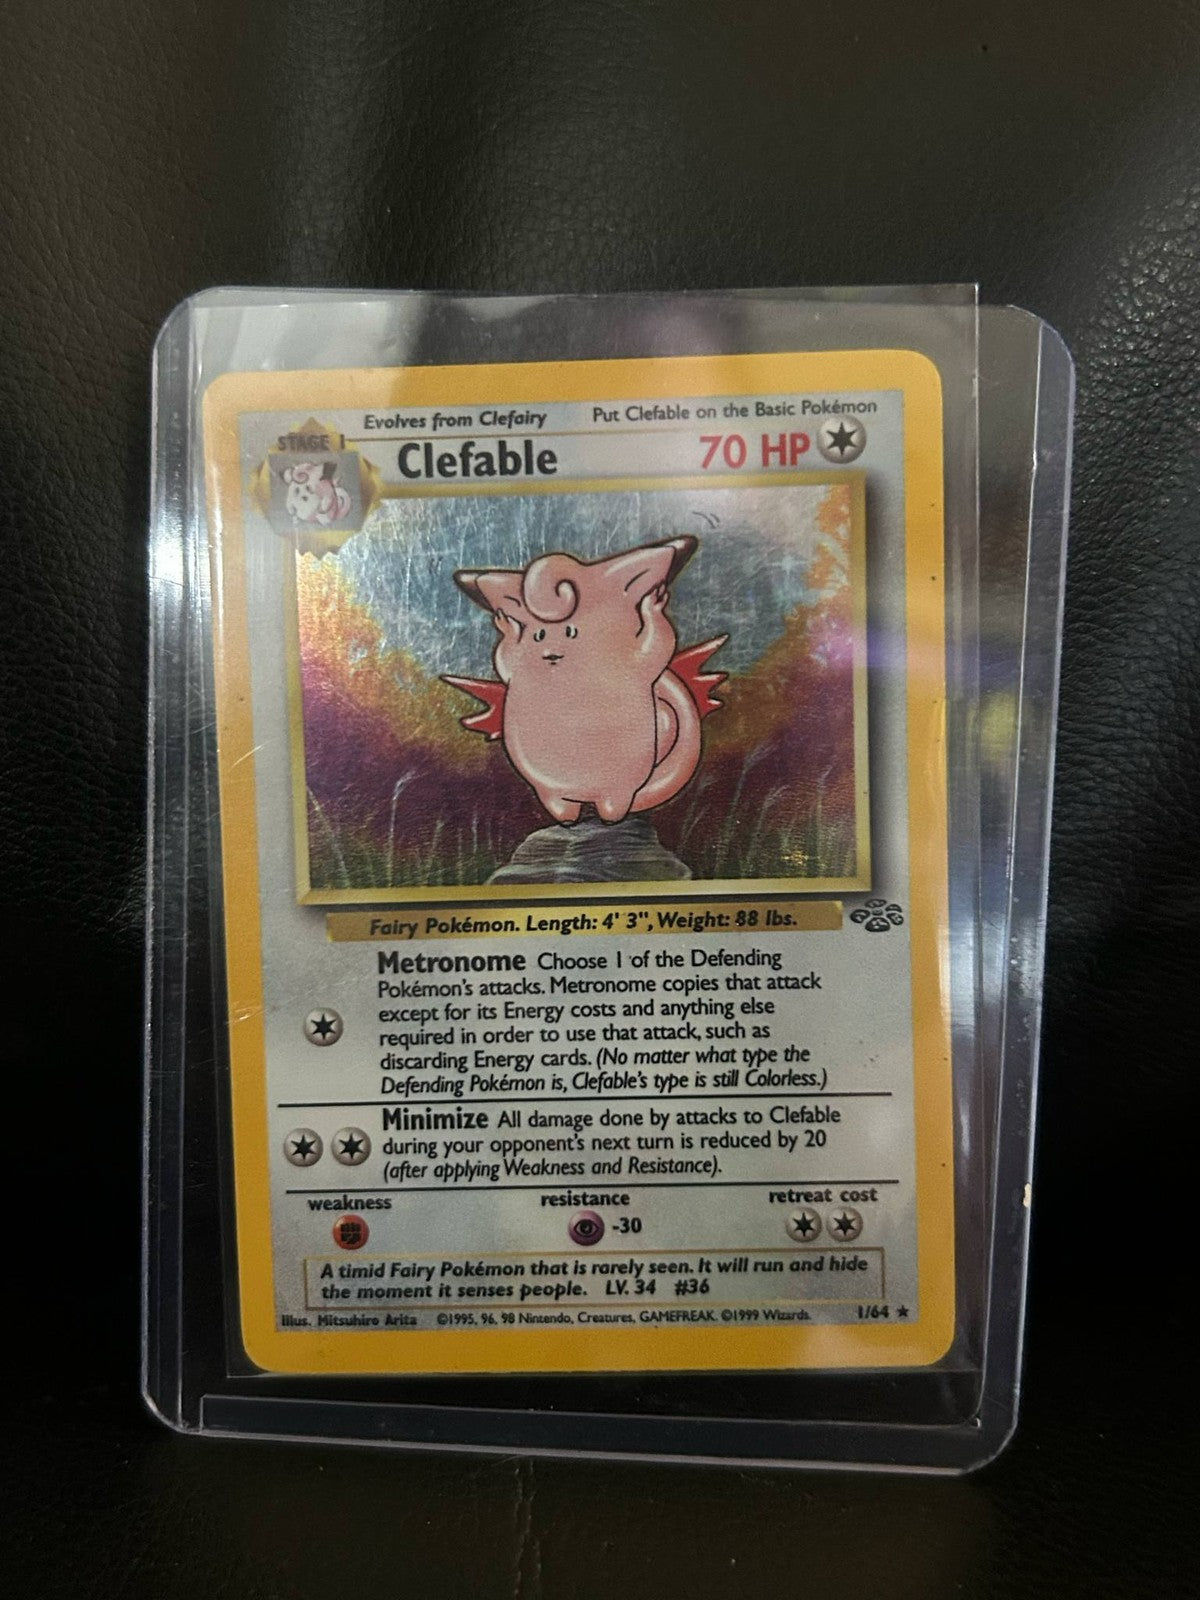 Evolves from Clefairy Put Clefable on the Basic Pokémon
STAGE 1
Clefable 70 HP
Fairy Pokémon. Length: 4' 3", Weight: 88 lbs.
Metronome Choose 1 of the Defending
Pokémon's attacks. Metronome copies that attack
except for its Energy costs and anything else
required in order to use that attack, such as
discarding Energy cards. (No matter what type the
Defending Pokémon is, Clefable's type is still Colorless.)
Minimize All damage done by attacks to Clefable
during your opponent's next turn is reduced by 20
(after applying Weakness and Resistance).
weakness resistance retreat cost
-30
A timid Fairy Pokémon that is rarely seen. It will run and hide
the moment it senses people. LV. 34 #36
Illus. Mitsuhiro Arita ©1995, 96, 98 Nintendo, Creatures, GAMEFREAK. ©1999 Wizards. 1/64 ★